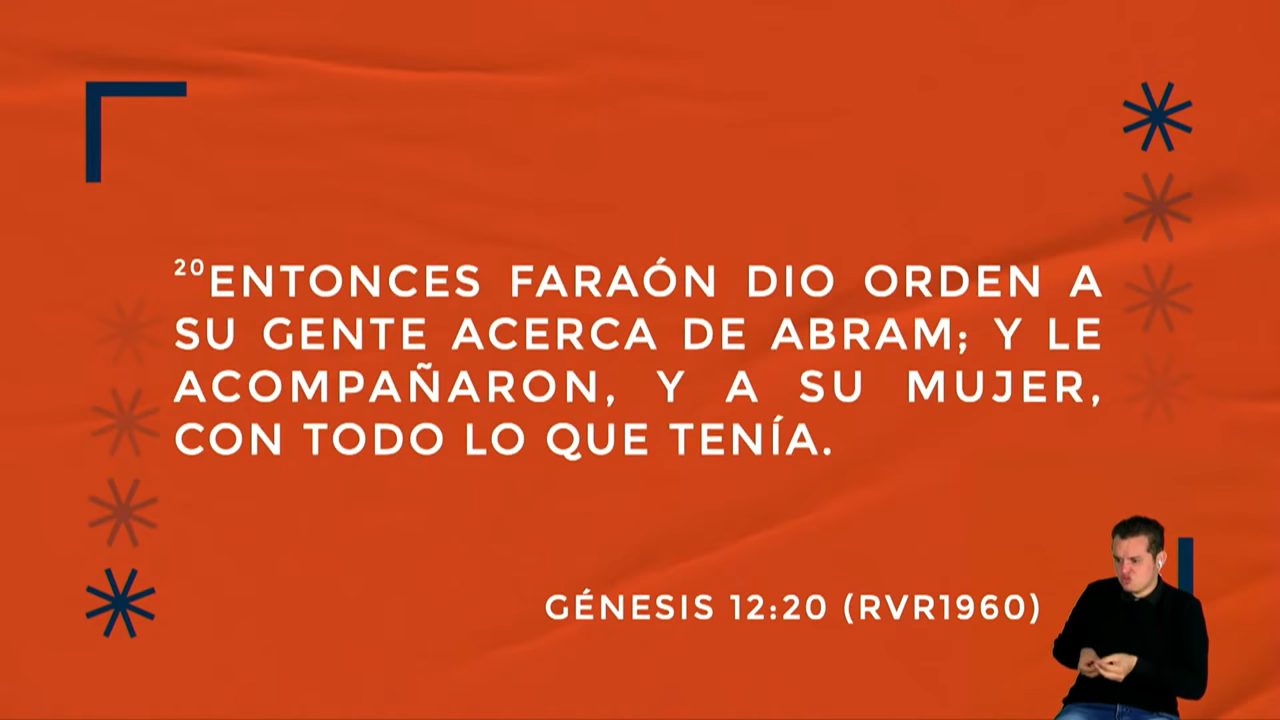 ²⁰ENTONCES FARAÓN DIO ORDEN A
SU GENTE ACERCA DE ABRAM; Y LE
ACOMPAÑARON, Y A SU MUJER,
CON TODO LO QUE TENÍA.
GÉNESIS 12:20 (RVR1960)